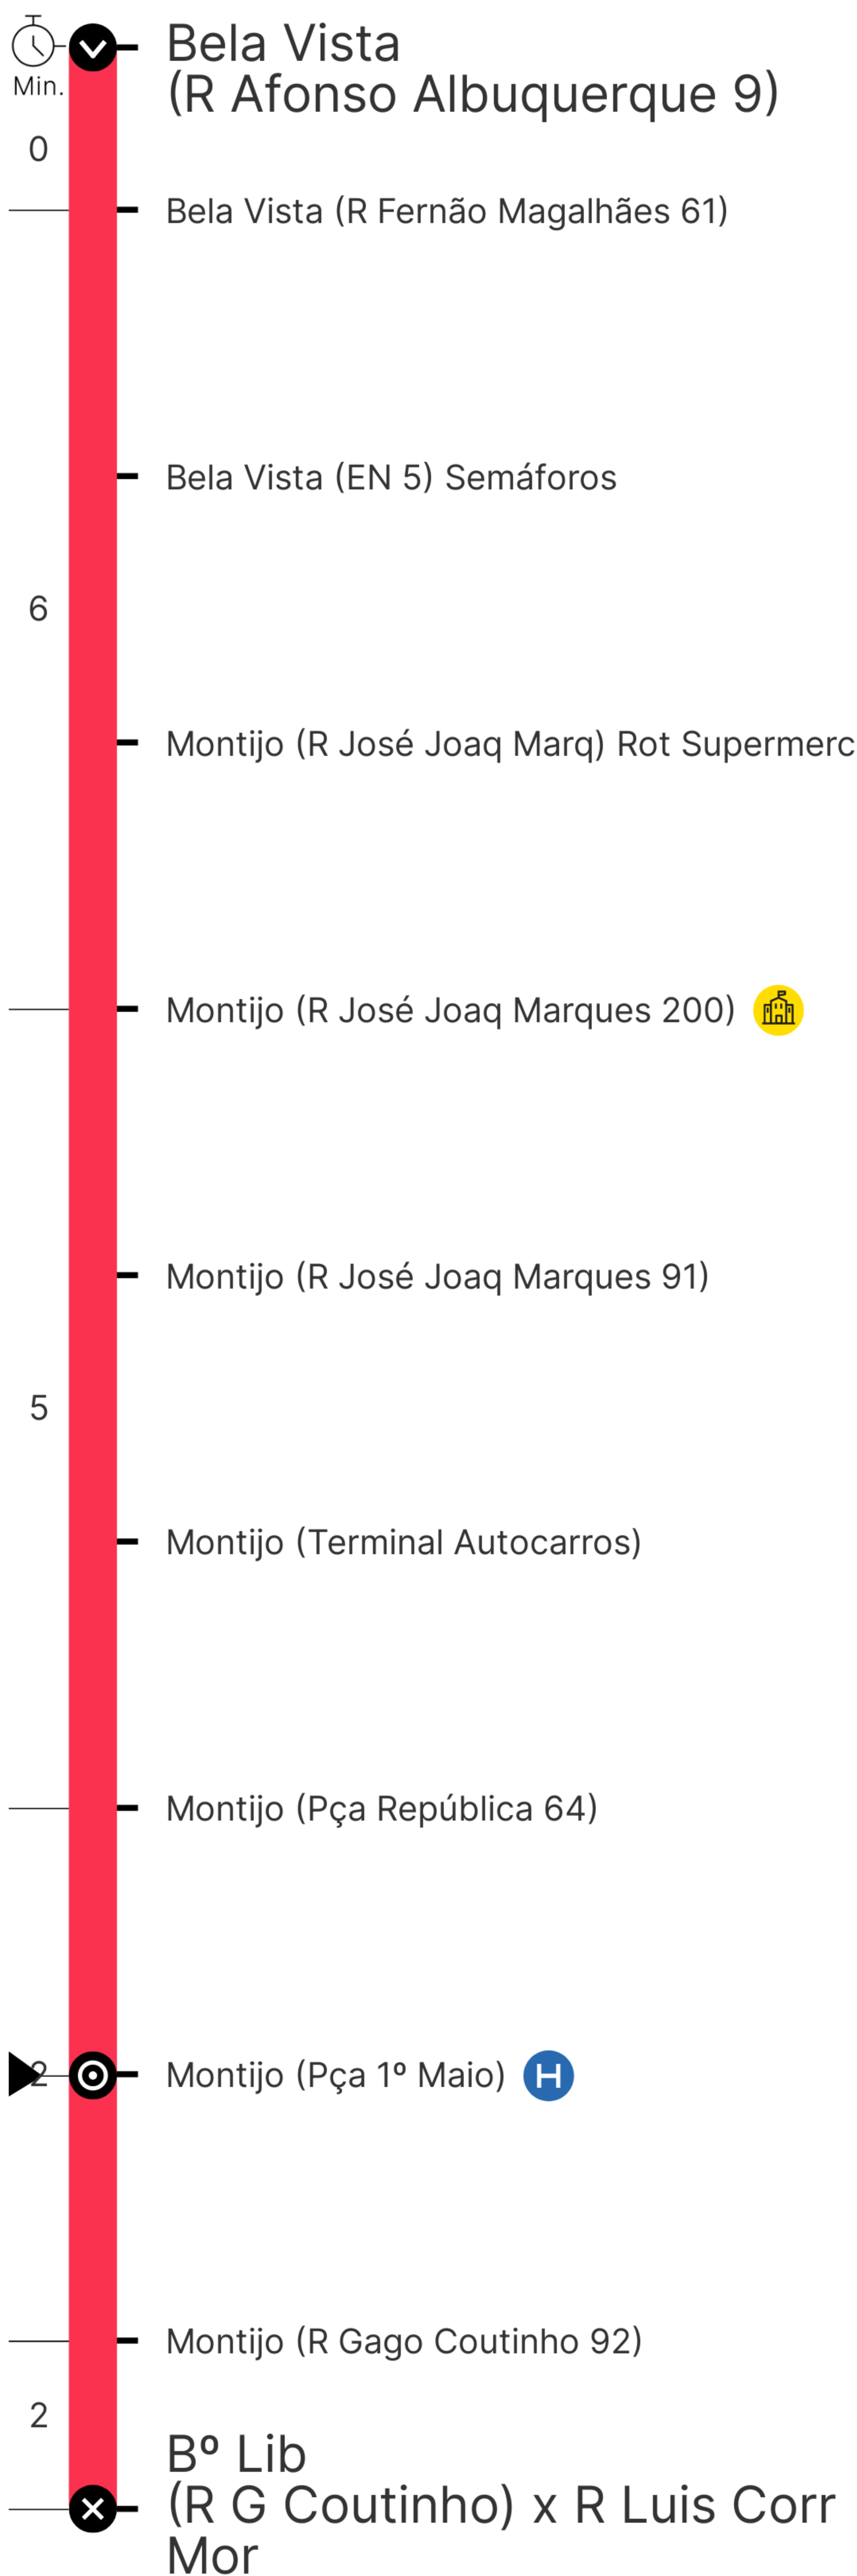 Min.
Bela Vista
(R Afonso Albuquerque 9)
0
Bela Vista (R Fernão Magalhães 61)
Bela Vista (EN 5) Semáforos
6
Montijo (R José Joaq Marq) Rot Supermerc
Montijo (R José Joaq Marques 200)
Montijo (R José Joaq Marques 91)
5
Montijo (Terminal Autocarros)
Montijo (Pça República 64)
2
Montijo (Pça 1º Maio) H
Montijo (R Gago Coutinho 92)
2
Bº Lib
(R G Coutinho) x R Luis Corr
Mor